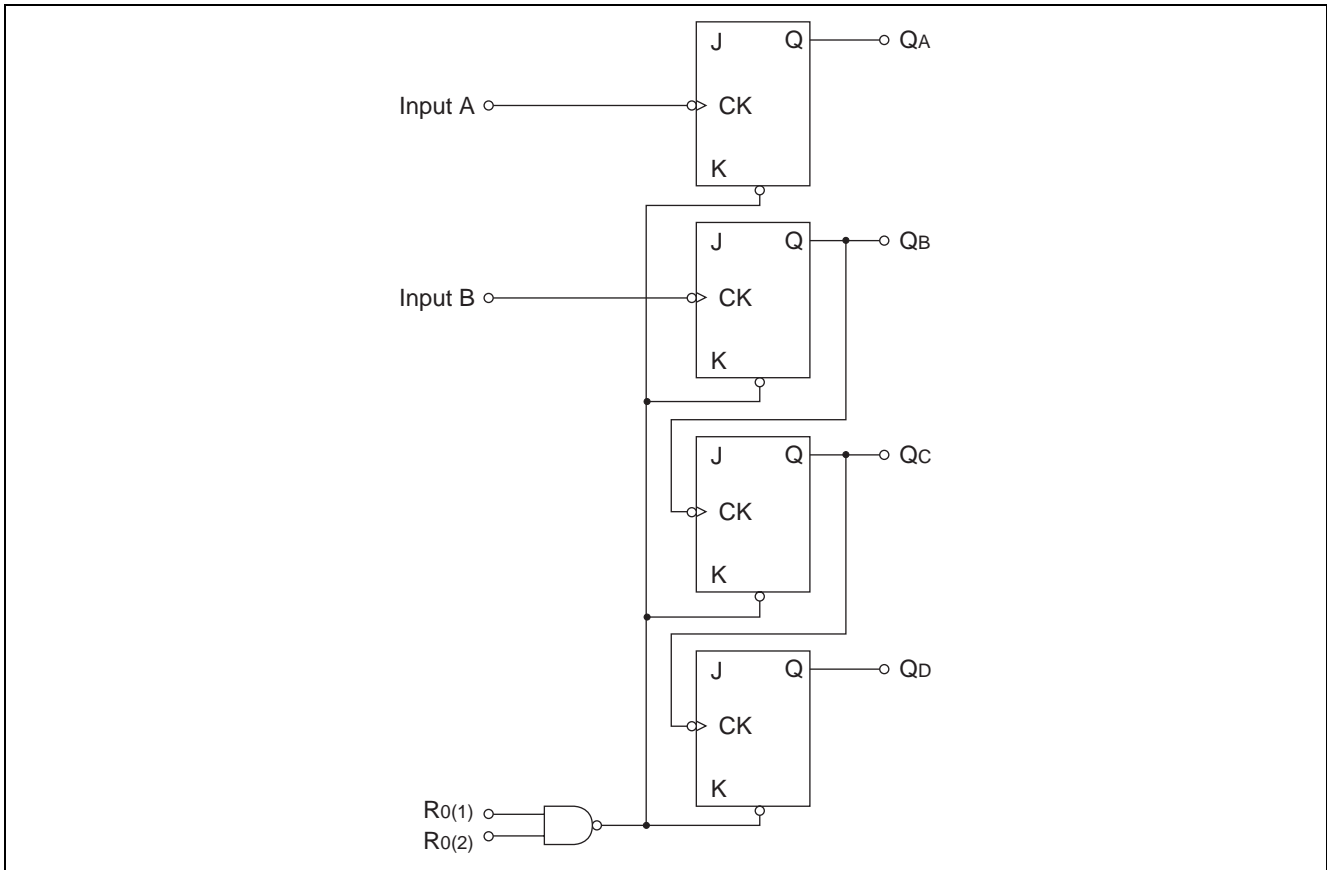 J Q QA
Input A CK
K
J Q QB
Input B CK
K
J Q QC
CK
K
J Q QD
CK
K
R0(1)
R0(2)